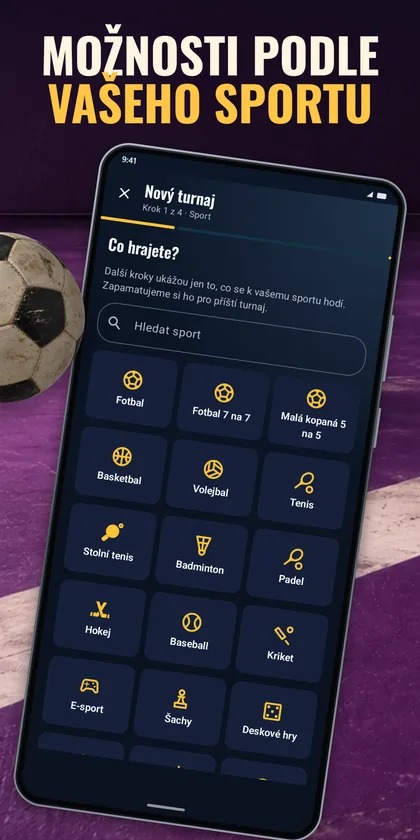 MOŽNOSTI PODLE
VAŠEHO SPORTU
9:41
Nový turnaj
Krok 1 z 4 · Sport
Co hrajete?
Další kroky ukážou jen to, co se k vašemu sportu hodí.
Zapamatujeme si ho pro příští turnaj.
Hledat sport
Fotbal
Fotbal 7 na 7
Malá kopaná 5
na 5
Basketbal
Volejbal
Tenis
Stolní tenis
Badminton
Padel
Hokej
Baseball
Kriket
E-sport
Šachy
Deskové hry